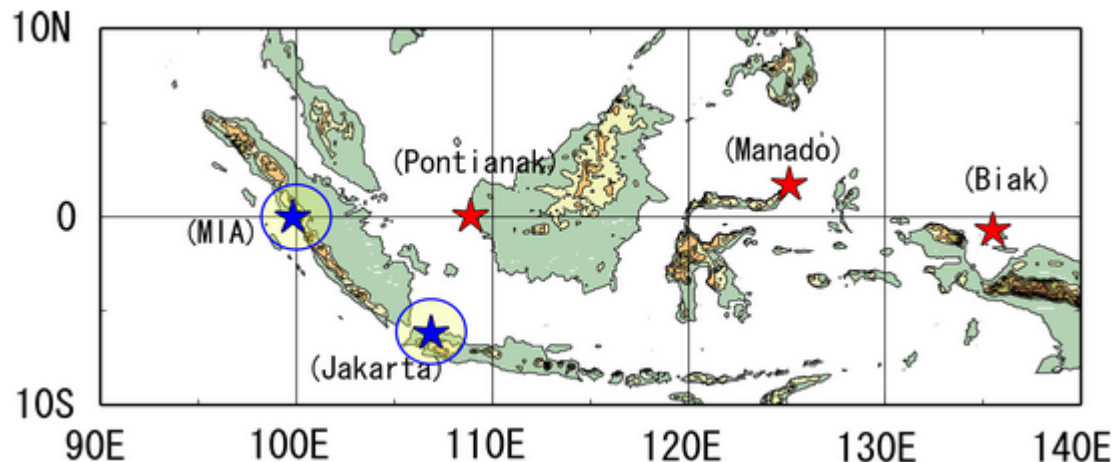 10N
(Pontianak)
(Manado)
(Biak)
0
(MIA)
(Jakarta)
10S
90E 100E 110E 120E 130E 140E